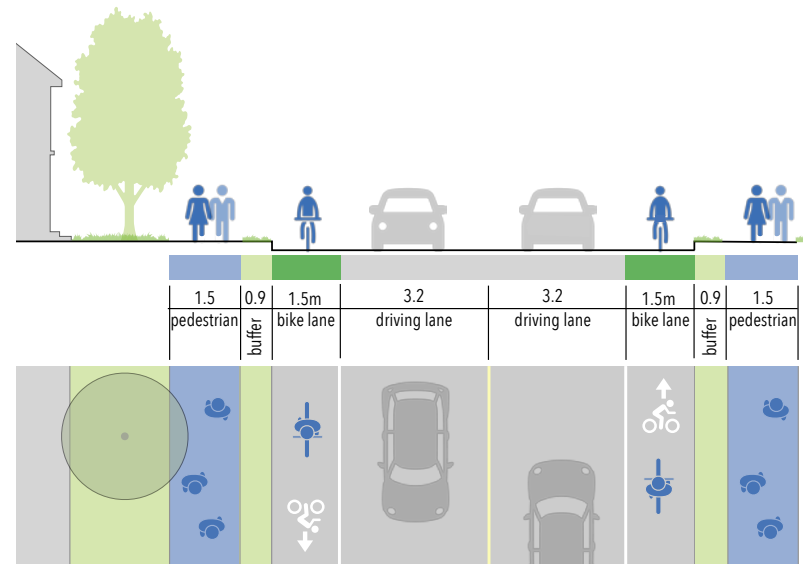 1.5 0.9 1.5m 3.2 3.2 1.5m 0.9 1.5
pedestrian buffer bike lane driving lane driving lane bike lane buffer pedestrian